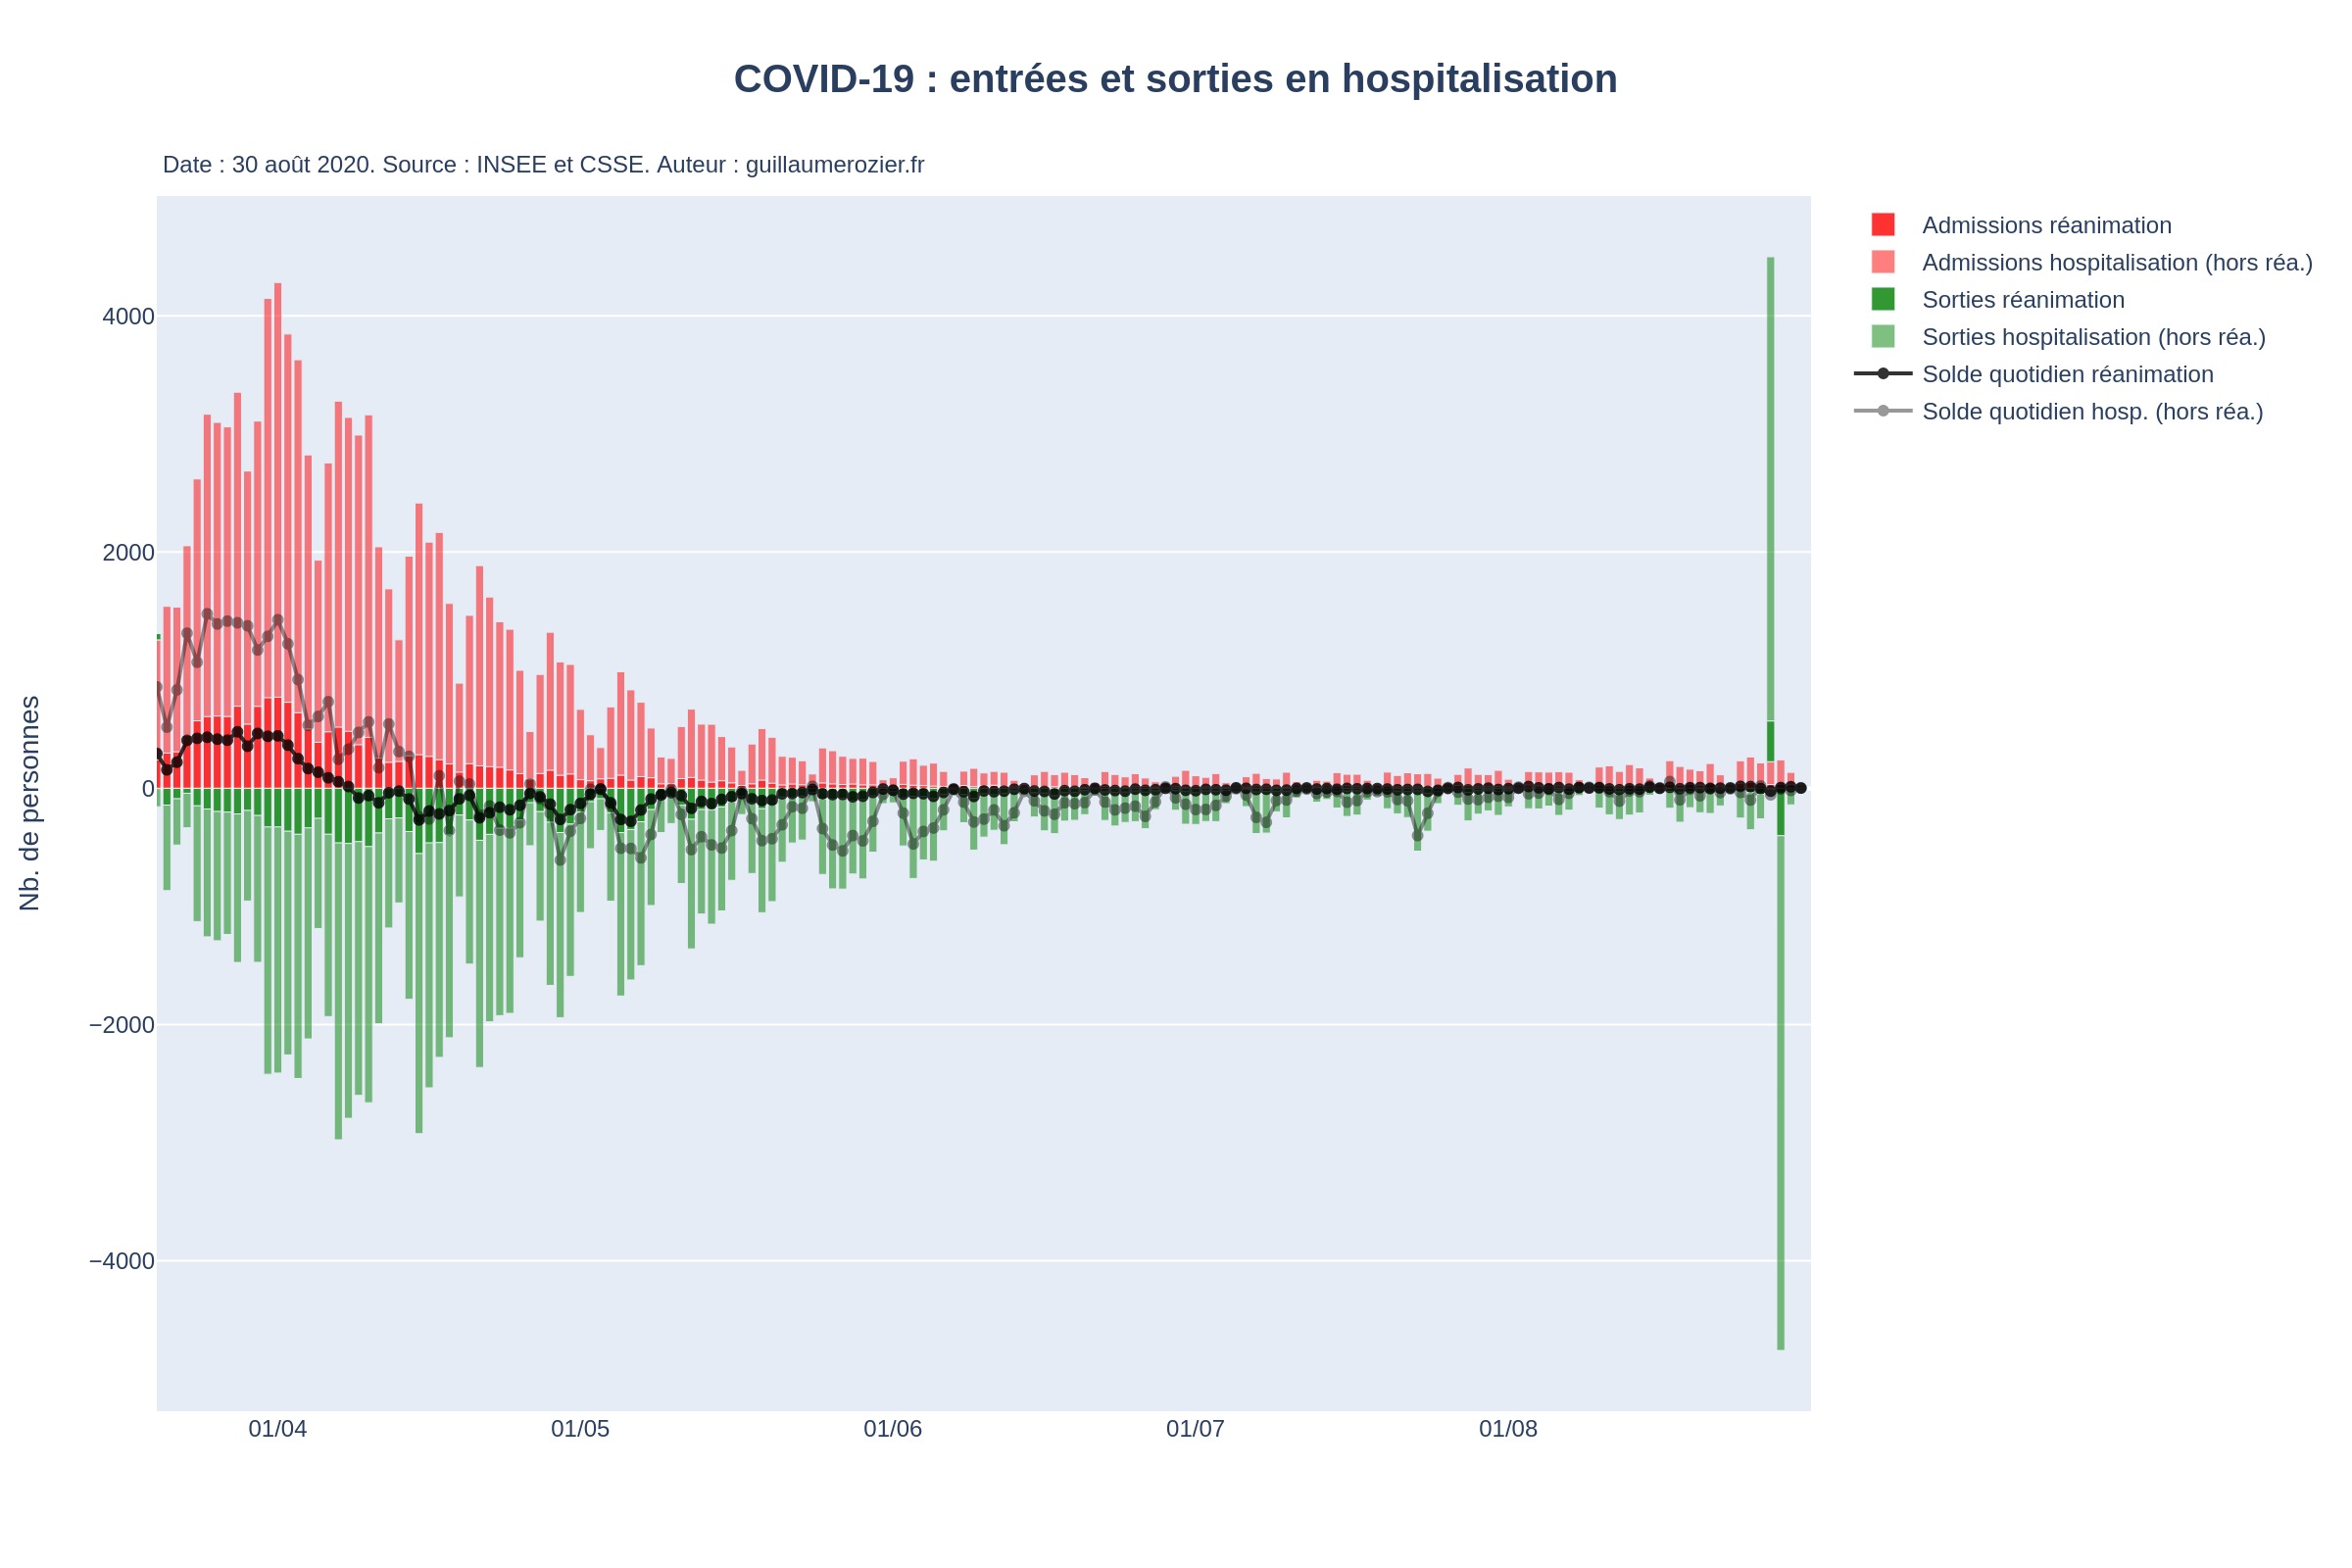 COVID-19 : entrées et sorties en hospitalisation
Date : 30 août 2020. Source : INSEE et CSSE. Auteur : guillaumerozier.fr
Admissions réanimation
Admissions hospitalisation (hors réa.)
Sorties réanimation
Sorties hospitalisation (hors réa.)
Solde quotidien réanimation
Solde quotidien hosp. (hors réa.)
Nb. de personnes
4000
2000
0
−2000
−4000
01/04
01/05
01/06
01/07
01/08